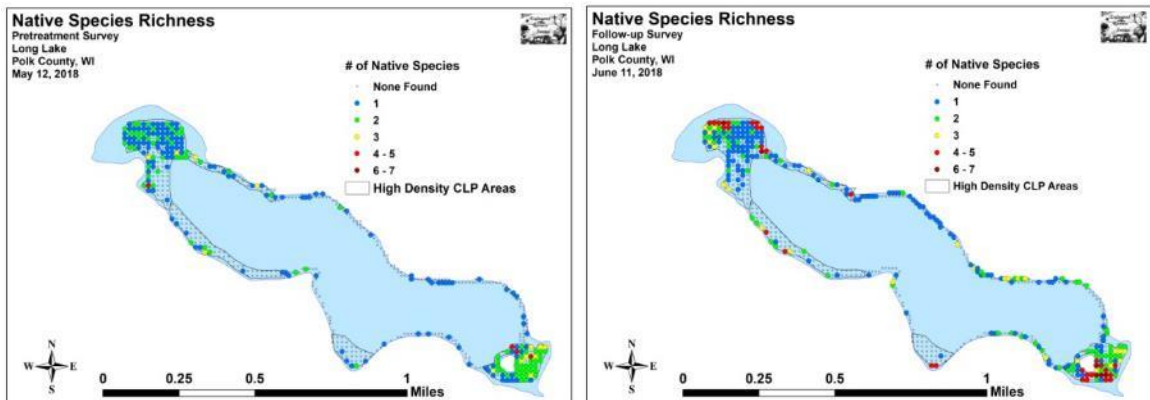 Native Species Richness
Pretreatment Survey
Long Lake
Polk County, WI
May 12, 2018
# of Native Species
None Found
1
2
3
4 - 5
6 - 7
High Density CLP Areas
N
W
E
S
0
0.25
0.5
1
Miles
Native Species Richness
Follow-up Survey
Long Lake
Polk County, WI
June 11, 2018
# of Native Species
None Found
1
2
3
4 - 5
6 - 7
High Density CLP Areas
N
W
E
S
0
0.25
0.5
1
Miles